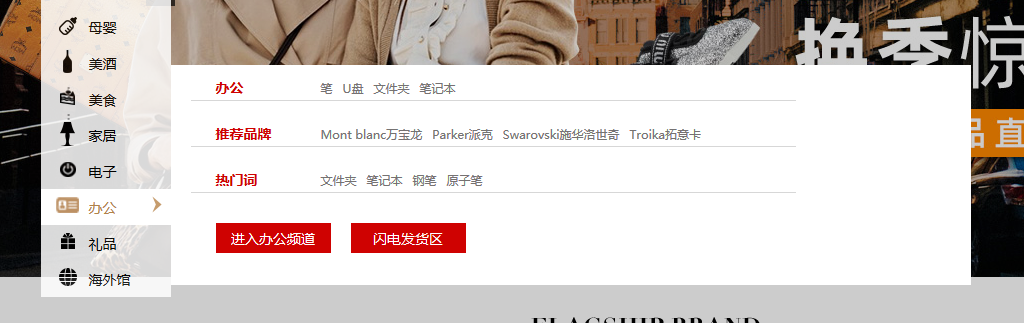 母婴
美酒
美食
家居
电子
办公
礼品
海外馆
办公 笔 U盘 文件夹 笔记本
推荐品牌 Mont blanc万宝龙 Parker派克 Swarovski施华洛世奇 Troika拓意卡
热门词 文件夹 笔记本 钢笔 原子笔
进入办公频道 闪电发货区
换季惊
品直
FLAGSHIP BRAND